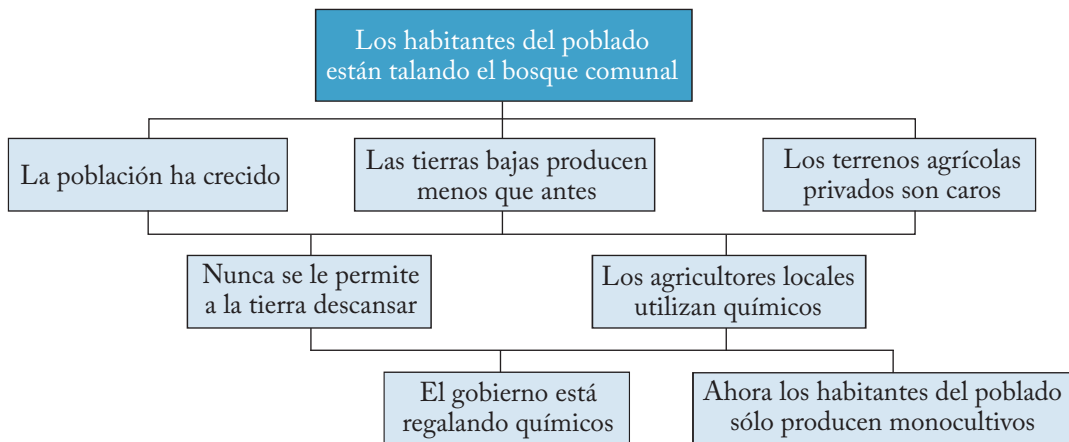 Los habitantes del poblado
están talando el bosque comunal
La población ha crecido
Las tierras bajas producen
menos que antes
Los terrenos agrícolas
privados son caros
Nunca se le permite
a la tierra descansar
Los agricultores locales
utilizan químicos
El gobierno está
regalando químicos
Ahora los habitantes del poblado
sólo producen monocultivos